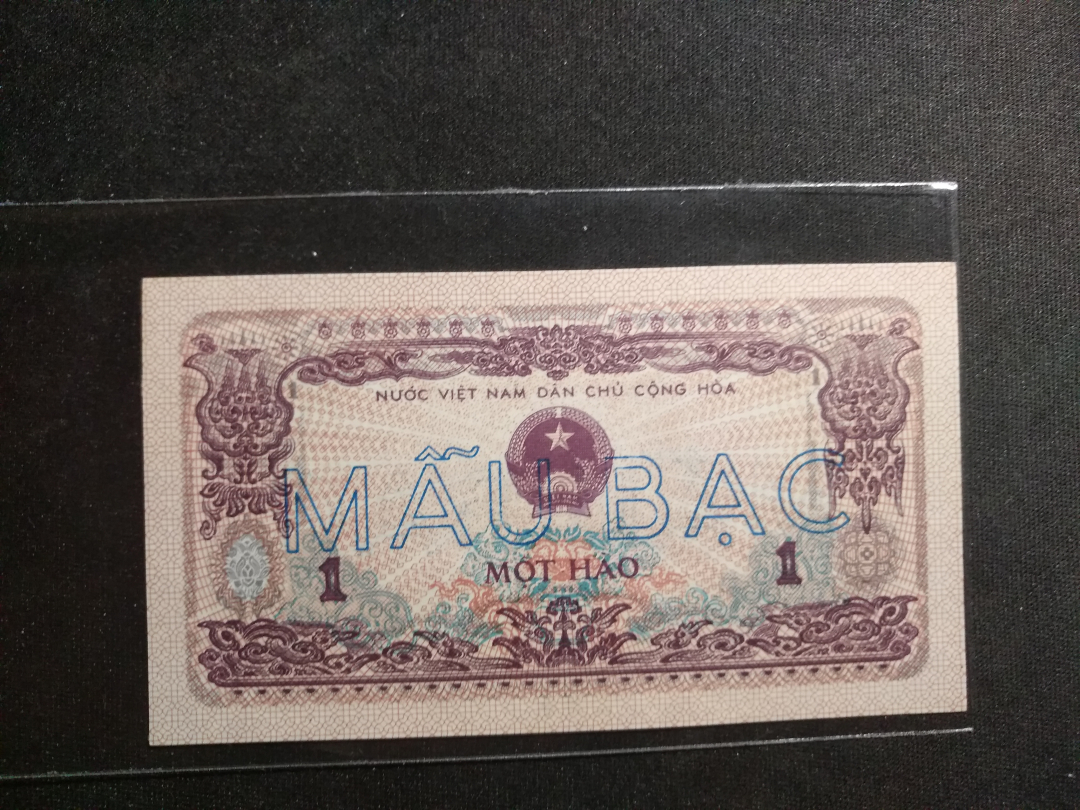 NƯỚC VIỆT NAM DÂN CHỦ CỘNG HÒA
MẪU BẠC
1 MỘT HÀO 1